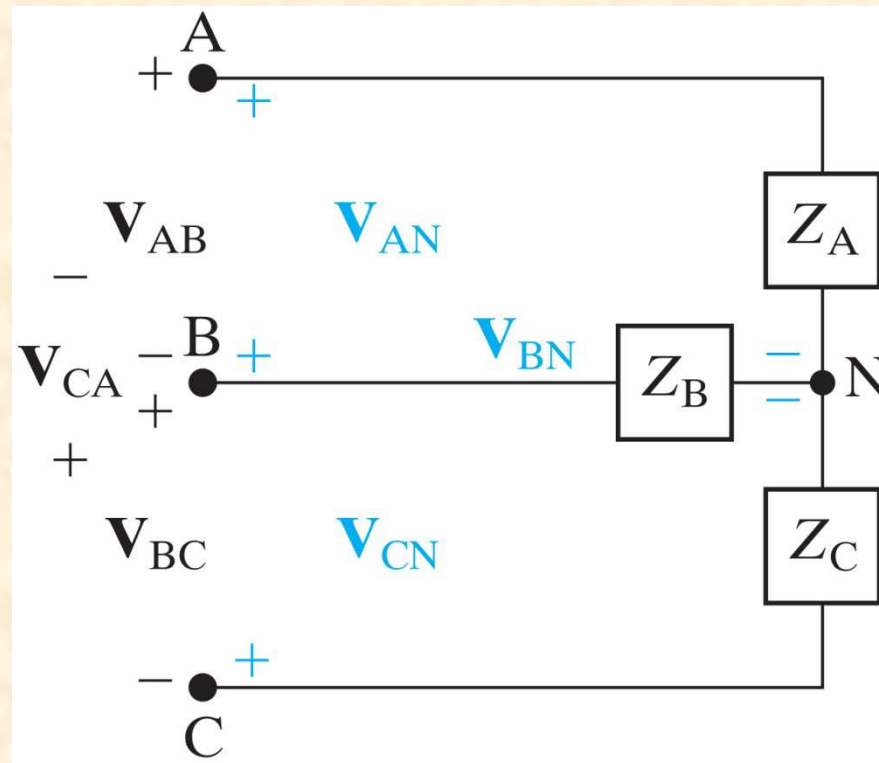 A
+
+
V_AB V_AN Z_A
−
V_CA − B + V_BN Z_B − N
+
−
+
V_BC V_CN Z_C
+
−
C